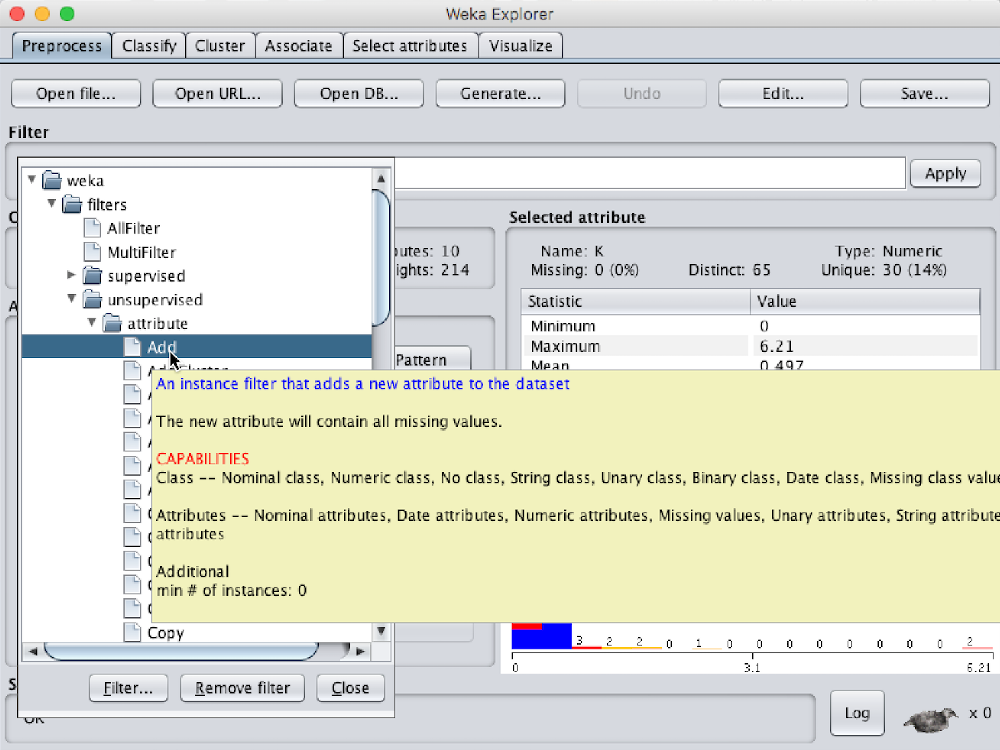 Weka Explorer
Preprocess Classify Cluster Associate Select attributes Visualize
Open file... Open URL... Open DB... Generate... Undo Edit... Save...
Filter
weka
Apply
filters
AllFilter
MultiFilter
supervised
unsupervised
attribute
Add
Selected attribute
butes: 10
ights: 214
Name: K Type: Numeric
Missing: 0 (0%) Distinct: 65 Unique: 30 (14%)
Statistic Value
Minimum 0
Maximum 6.21
Mean 0.497
Pattern
An instance filter that adds a new attribute to the dataset
The new attribute will contain all missing values.
CAPABILITIES
Class -- Nominal class, Numeric class, No class, String class, Unary class, Binary class, Date class, Missing class value
Attributes -- Nominal attributes, Date attributes, Numeric attributes, Missing values, Unary attributes, String attribute
attributes
Additional
min # of instances: 0
Copy
3 2 2 0 1 0 0 0 0 0 0 0 0 2
0 3.1 6.21
Filter... Remove filter Close
OK
Log x 0